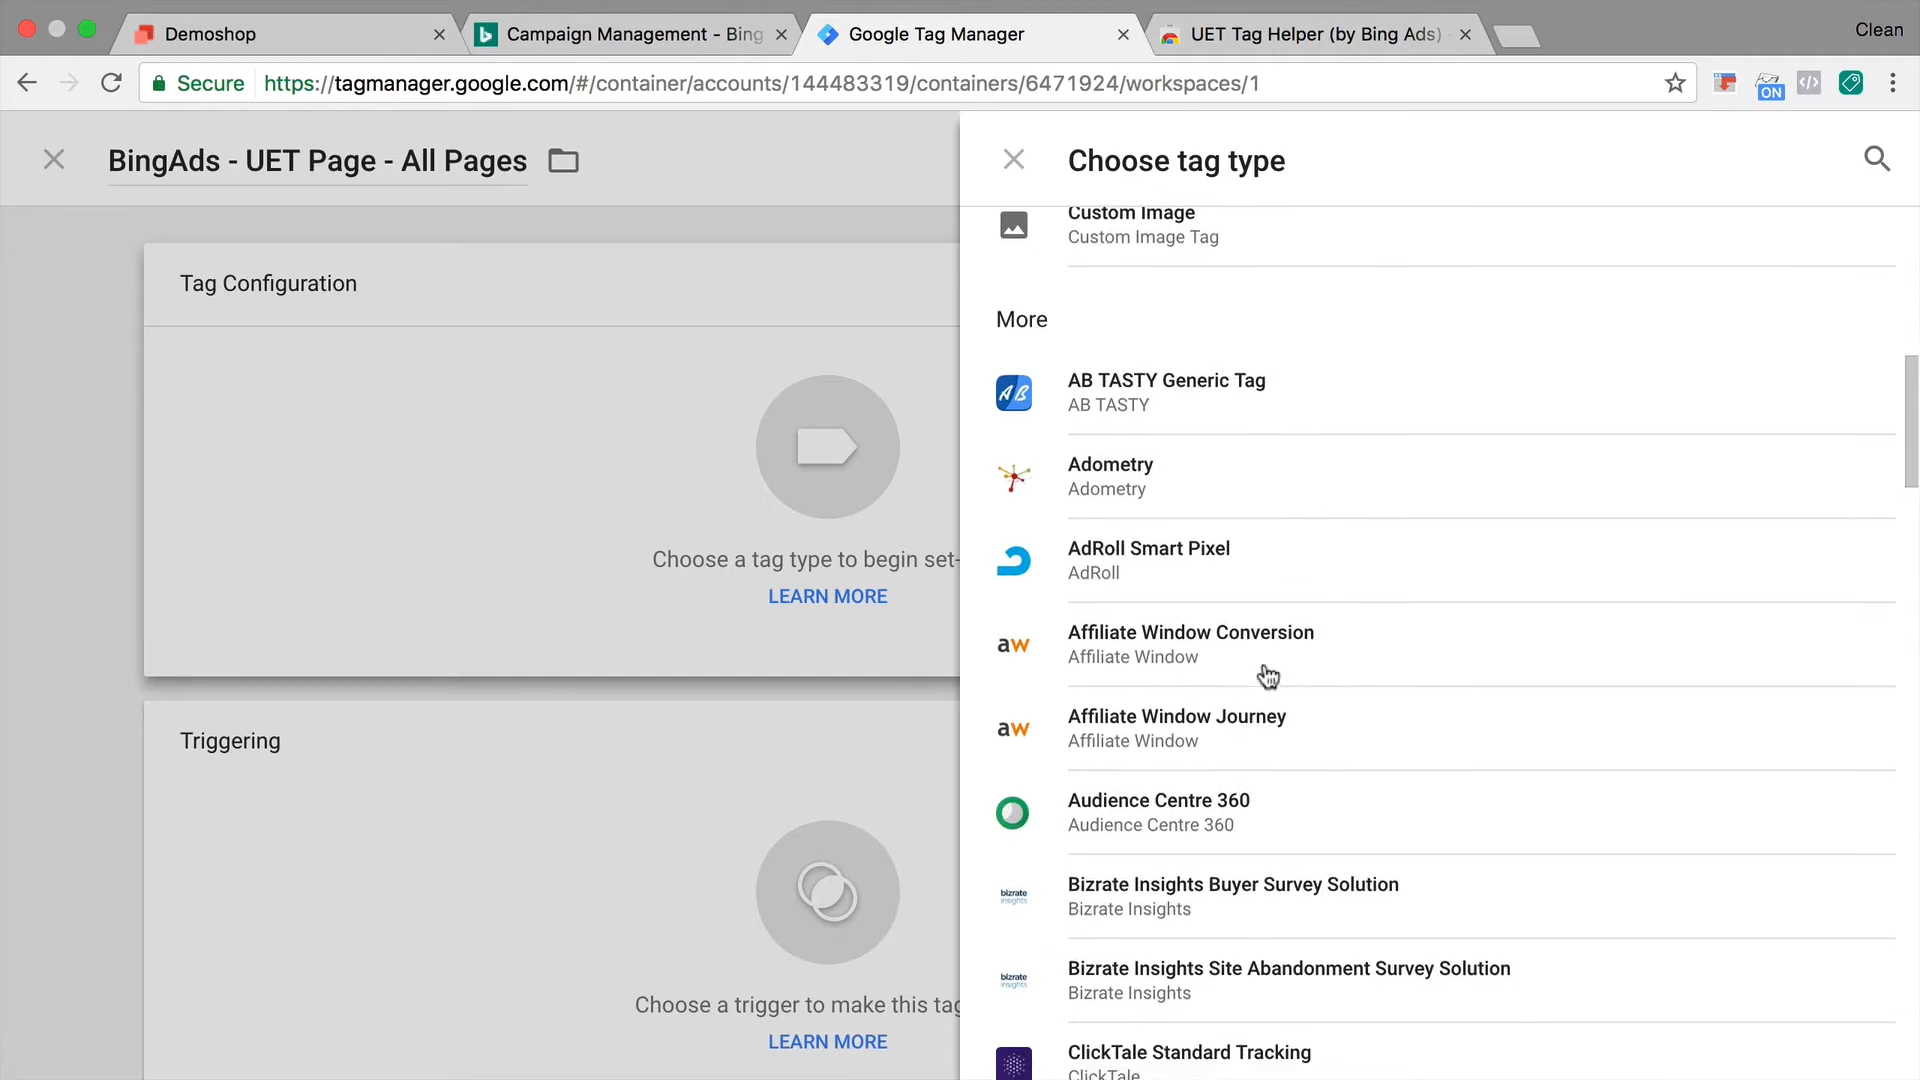 Demoshop
Campaign Management - Bing
Google Tag Manager
UET Tag Helper (by Bing Ads)
Clean
Secure
https://tagmanager.google.com/#/container/accounts/144483319/containers/6471924/workspaces/1
ON
BingAds - UET Page - All Pages
Tag Configuration
Choose a tag type to begin set-
LEARN MORE
Triggering
Choose a trigger to make this tag
LEARN MORE
Choose tag type
Custom Image
Custom Image Tag
More
AB
AB TASTY Generic Tag
AB TASTY
Adometry
Adometry
AdRoll Smart Pixel
AdRoll
aw
Affiliate Window Conversion
Affiliate Window
aw
Affiliate Window Journey
Affiliate Window
Audience Centre 360
Audience Centre 360
bizrate
insights
Bizrate Insights Buyer Survey Solution
Bizrate Insights
bizrate
insights
Bizrate Insights Site Abandonment Survey Solution
Bizrate Insights
ClickTale Standard Tracking
ClickTale